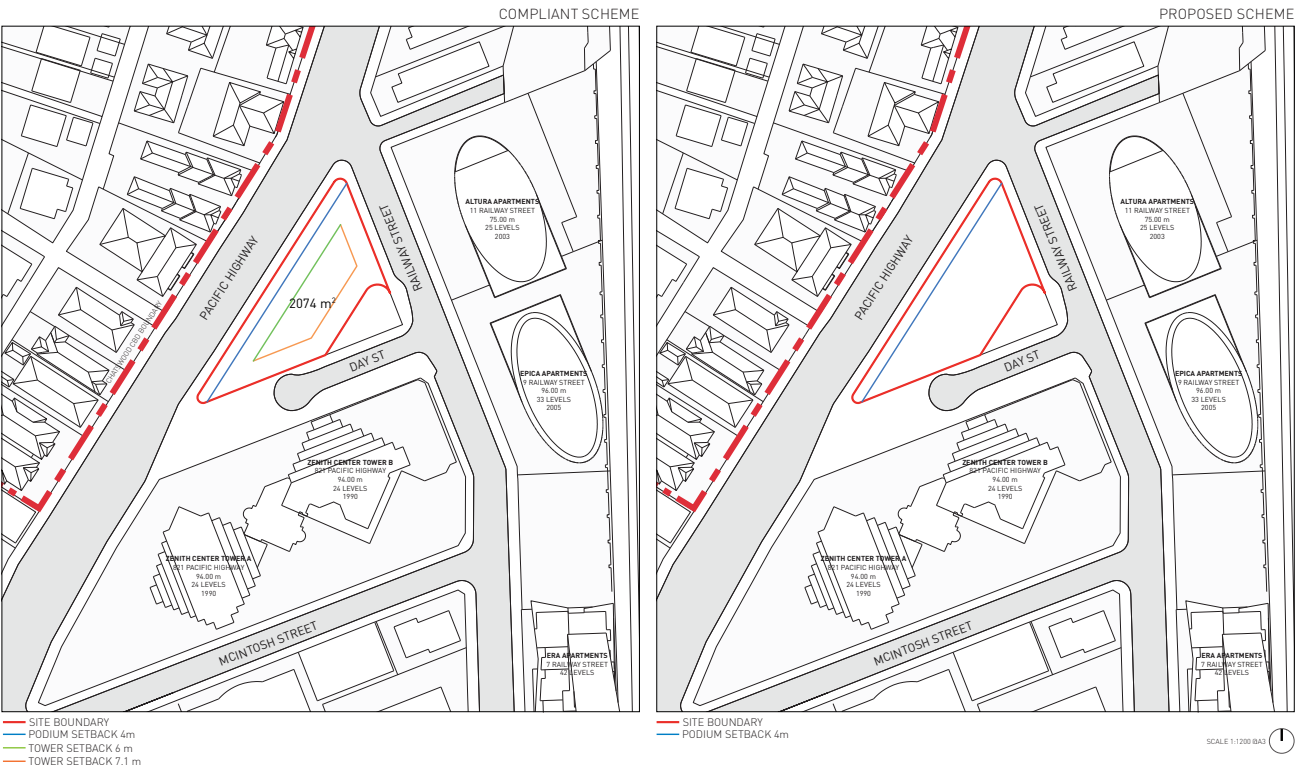 COMPLIANT SCHEME
ALTURA APARTMENTS
11 RAILWAY STREET
75.00 m
25 LEVELS
2003
RAILWAY STREET
PACIFIC HIGHWAY
2074 m²
CHATSWOOD CBD BOUNDARY
DAY ST
EPICA APARTMENTS
9 RAILWAY STREET
96.00 m
33 LEVELS
2005
ZENITH CENTER TOWER B
821 PACIFIC HIGHWAY
94.00 m
24 LEVELS
1990
ZENITH CENTER TOWER A
821 PACIFIC HIGHWAY
94.00 m
24 LEVELS
1990
MCINTOSH STREET
ERA APARTMENTS
7 RAILWAY STREET
42 LEVELS
SITE BOUNDARY
PODIUM SETBACK 4m
TOWER SETBACK 6 m
TOWER SETBACK 7.1 m
PROPOSED SCHEME
ALTURA APARTMENTS
11 RAILWAY STREET
75.00 m
25 LEVELS
2003
RAILWAY STREET
PACIFIC HIGHWAY
DAY ST
EPICA APARTMENTS
9 RAILWAY STREET
96.00 m
33 LEVELS
2005
ZENITH CENTER TOWER B
821 PACIFIC HIGHWAY
94.00 m
24 LEVELS
1990
ZENITH CENTER TOWER A
821 PACIFIC HIGHWAY
94.00 m
24 LEVELS
1990
MCINTOSH STREET
ERA APARTMENTS
7 RAILWAY STREET
42 LEVELS
SITE BOUNDARY
PODIUM SETBACK 4m
SCALE 1:1200 @A3